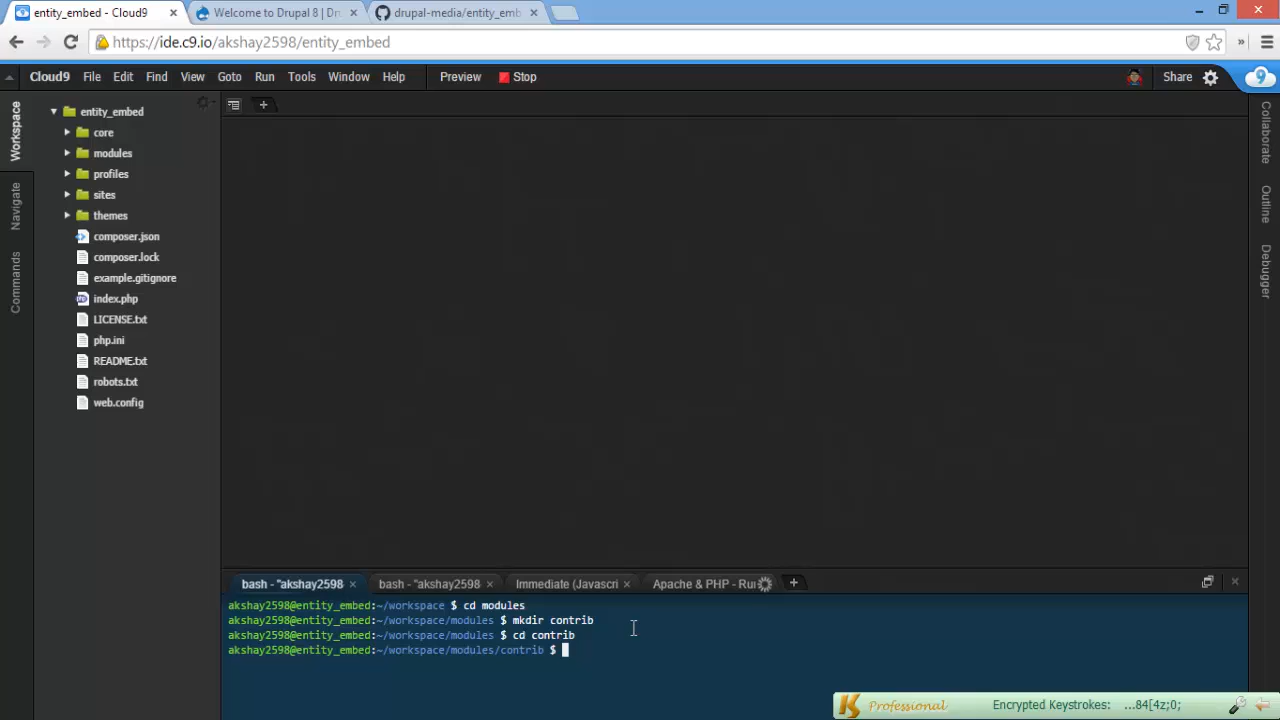 entity_embed - Cloud9
Welcome to Drupal 8 | Dru
drupal-media/entity_emb
https://ide.c9.io/akshay2598/entity_embed
Cloud9 File Edit Find View Goto Run Tools Window Help Preview Stop Share
Workspace
Navigate
Commands
entity_embed
core
modules
profiles
sites
themes
composer.json
composer.lock
example.gitignore
index.php
LICENSE.txt
php.ini
README.txt
robots.txt
web.config
Collaborate
Outline
Debugger
bash - "akshay2598 bash - "akshay2598 Immediate (Javascri Apache & PHP - Ru
akshay2598@entity_embed:~/workspace $ cd modules
akshay2598@entity_embed:~/workspace/modules $ mkdir contrib
akshay2598@entity_embed:~/workspace/modules $ cd contrib
akshay2598@entity_embed:~/workspace/modules/contrib $
Professional Encrypted Keystrokes: ...84[4z;0;